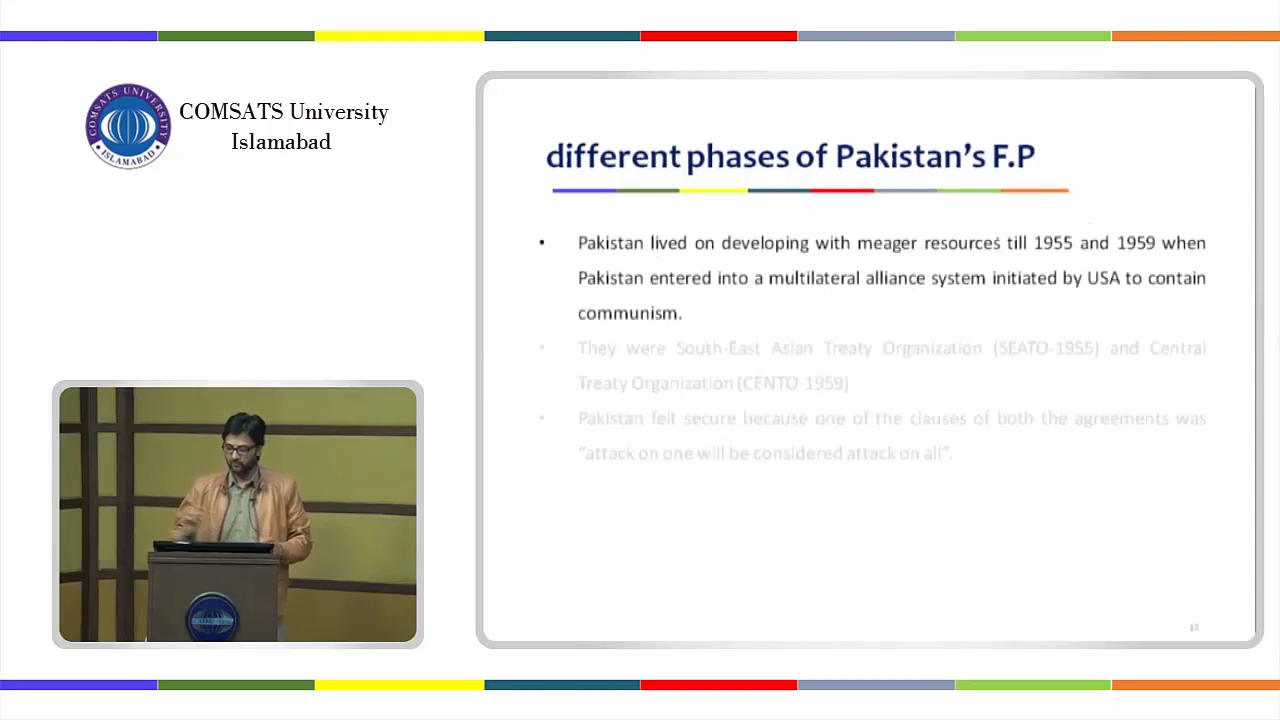 COMSATS UNIVERSITY
ISLAMABAD
COMSATS University
Islamabad
different phases of Pakistan's F.P
• Pakistan lived on developing with meager resources till 1955 and 1959 when
Pakistan entered into a multilateral alliance system initiated by USA to contain
communism.
• They were South-East Asian Treaty Organization (SEATO-1955) and Central
Treaty Organization (CENTO-1959)
• Pakistan felt secure because one of the clauses of both the agreements was
"attack on one will be considered attack on all".